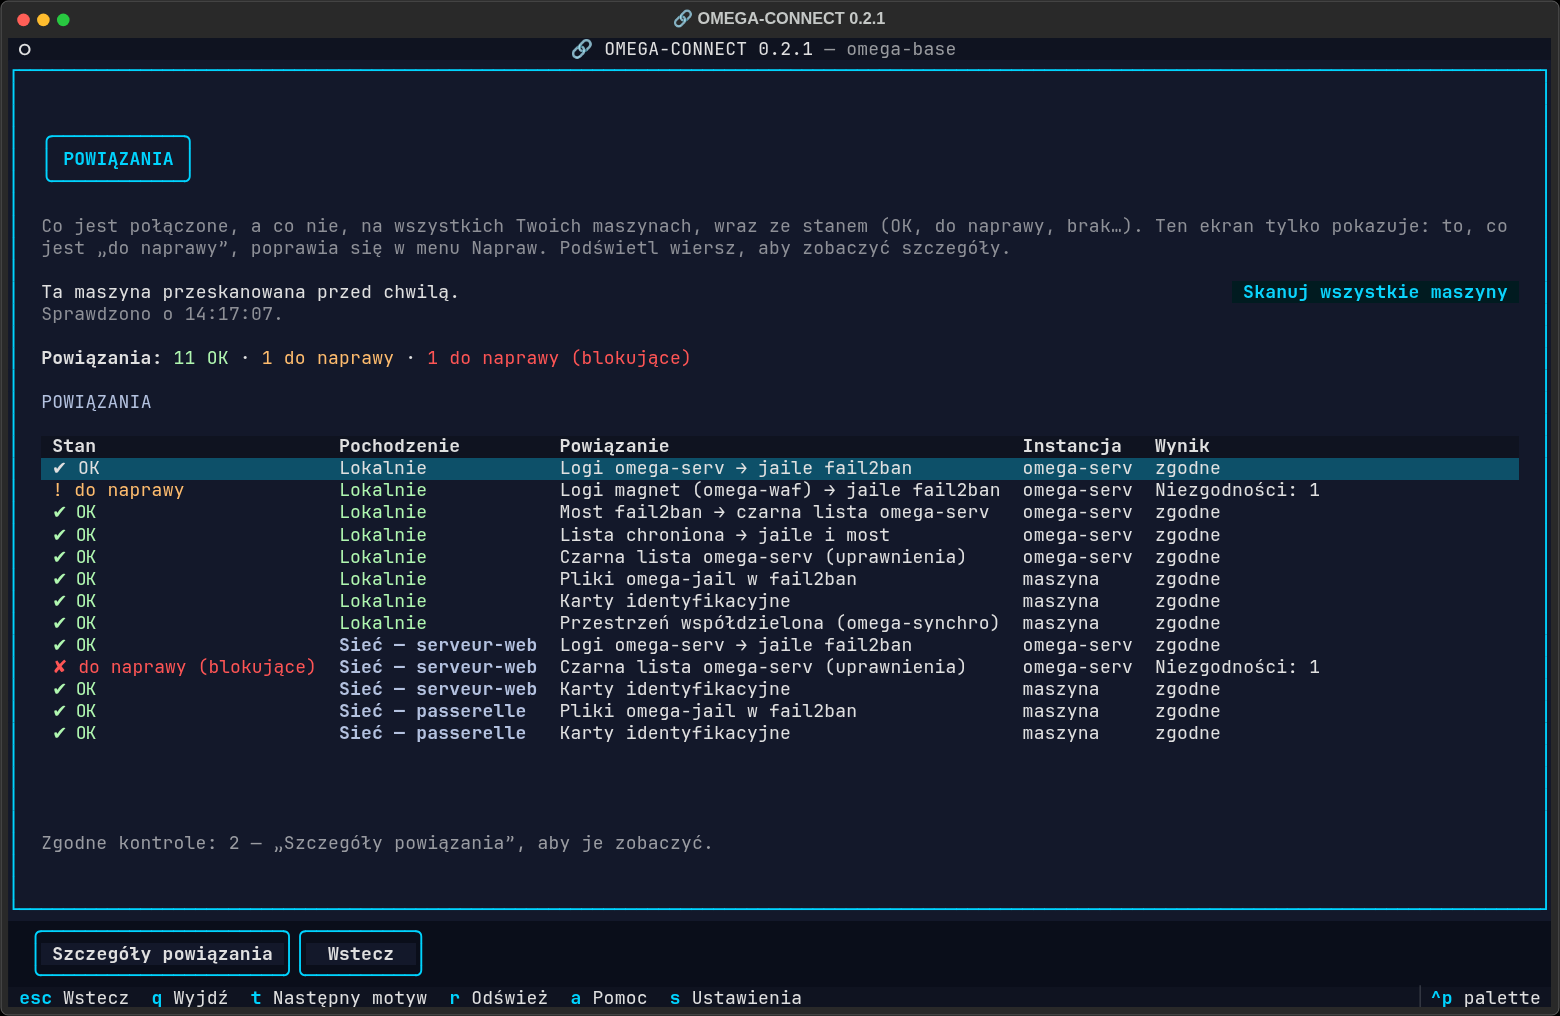 🔗 OMEGA-CONNECT 0.2.1
🔗 OMEGA-CONNECT 0.2.1 — omega-base
POWIĄZANIA
Co jest połączone, a co nie, na wszystkich Twoich maszynach, wraz ze stanem (OK, do naprawy, brak…). Ten ekran tylko pokazuje: to, co
jest „do naprawy”, poprawia się w menu Napraw. Podświetl wiersz, aby zobaczyć szczegóły.
Ta maszyna przeskanowana przed chwilą. Skanuj wszystkie maszyny
Sprawdzono o 14:17:07.
Powiązania: 11 OK · 1 do naprawy · 1 do naprawy (blokujące)
POWIĄZANIA
Stan Pochodzenie Powiązanie Instancja Wynik
✔ OK Lokalnie Logi omega-serv → jaile fail2ban omega-serv zgodne
! do naprawy Lokalnie Logi magnet (omega-waf) → jaile fail2ban omega-serv Niezgodności: 1
✔ OK Lokalnie Most fail2ban → czarna lista omega-serv omega-serv zgodne
✔ OK Lokalnie Lista chroniona → jaile i most omega-serv zgodne
✔ OK Lokalnie Czarna lista omega-serv (uprawnienia) omega-serv zgodne
✔ OK Lokalnie Pliki omega-jail w fail2ban maszyna zgodne
✔ OK Lokalnie Karty identyfikacyjne maszyna zgodne
✔ OK Lokalnie Przestrzeń współdzielona (omega-synchro) maszyna zgodne
✔ OK Sieć — serveur-web Logi omega-serv → jaile fail2ban omega-serv zgodne
✘ do naprawy (blokujące) Sieć — serveur-web Czarna lista omega-serv (uprawnienia) omega-serv Niezgodności: 1
✔ OK Sieć — serveur-web Karty identyfikacyjne maszyna zgodne
✔ OK Sieć — passerelle Pliki omega-jail w fail2ban maszyna zgodne
✔ OK Sieć — passerelle Karty identyfikacyjne maszyna zgodne
Zgodne kontrole: 2 — „Szczegóły powiązania”, aby je zobaczyć.
Szczegóły powiązania Wstecz
esc Wstecz q Wyjdź t Następny motyw r Odśwież a Pomoc s Ustawienia ^p palette